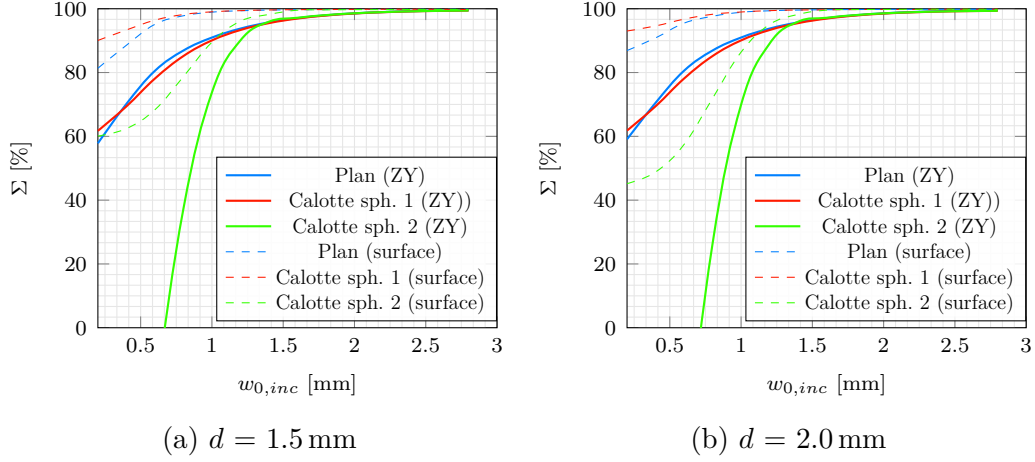 100
80
60
40
20
0
Σ [%]
Plan (ZY)
Calotte sph. 1 (ZY))
Calotte sph. 2 (ZY)
Plan (surface)
Calotte sph. 1 (surface)
Calotte sph. 2 (surface)
0.5 1 1.5 2 2.5 3
w0,inc [mm]
(a) d = 1.5 mm
100
80
60
40
20
0
Σ [%]
Plan (ZY)
Calotte sph. 1 (ZY))
Calotte sph. 2 (ZY)
Plan (surface)
Calotte sph. 1 (surface)
Calotte sph. 2 (surface)
0.5 1 1.5 2 2.5 3
w0,inc [mm]
(b) d = 2.0 mm